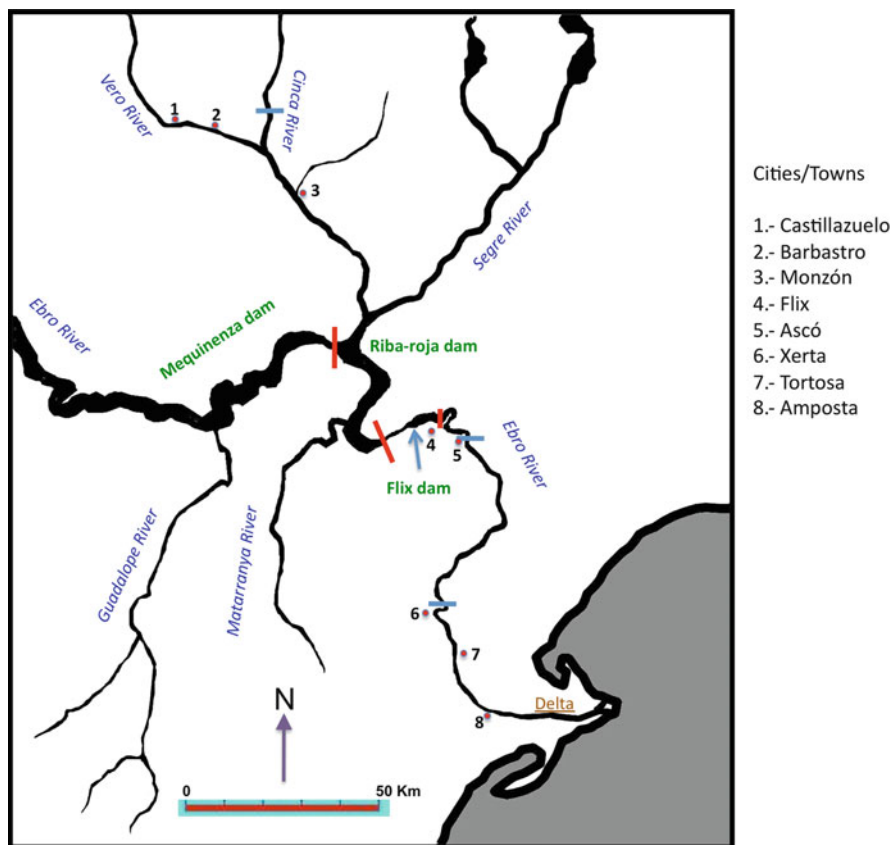 Vero River
Cinca River
1
2
3
Segre River
Ebro River
Mequinenza dam
Riba-roja dam
4
5
Ebro River
Flix dam
Guadalope River
Matarranya River
6
7
8
Delta
N
0
50 Km
Cities/Towns
1.- Castillazuelo
2.- Barbastro
3.- Monzón
4.- Flix
5.- Ascó
6.- Xerta
7.- Tortosa
8.- Amposta